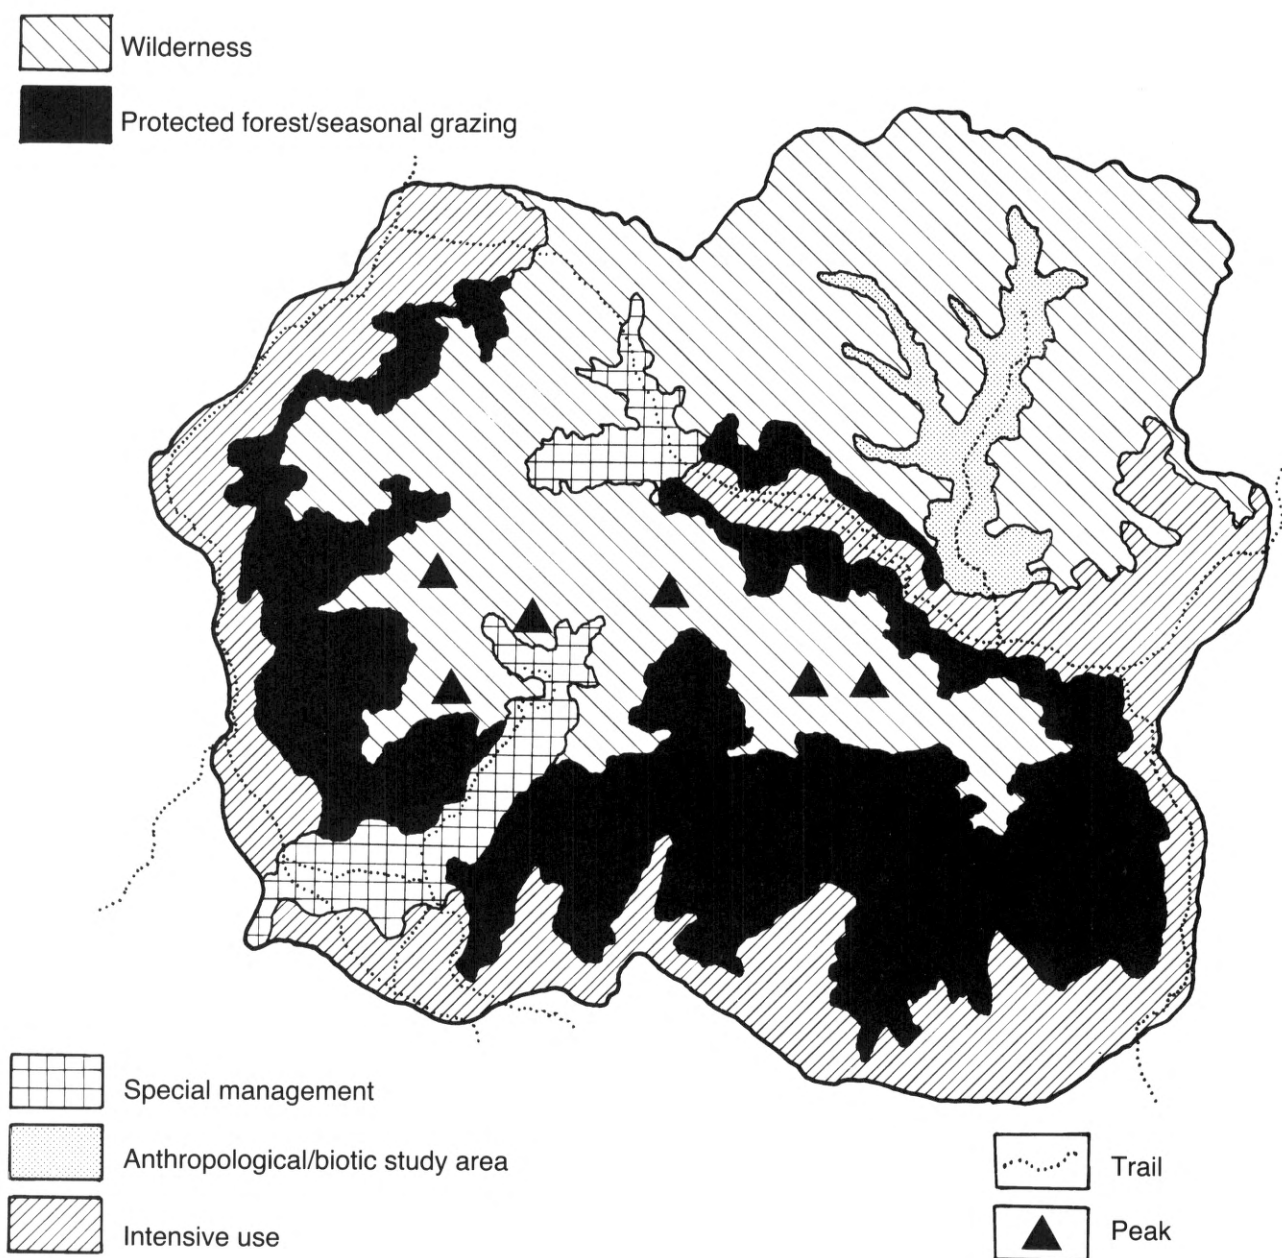 Wilderness
Protected forest/seasonal grazing
Special management
Anthropological/biotic study area
Intensive use
Trail
Peak